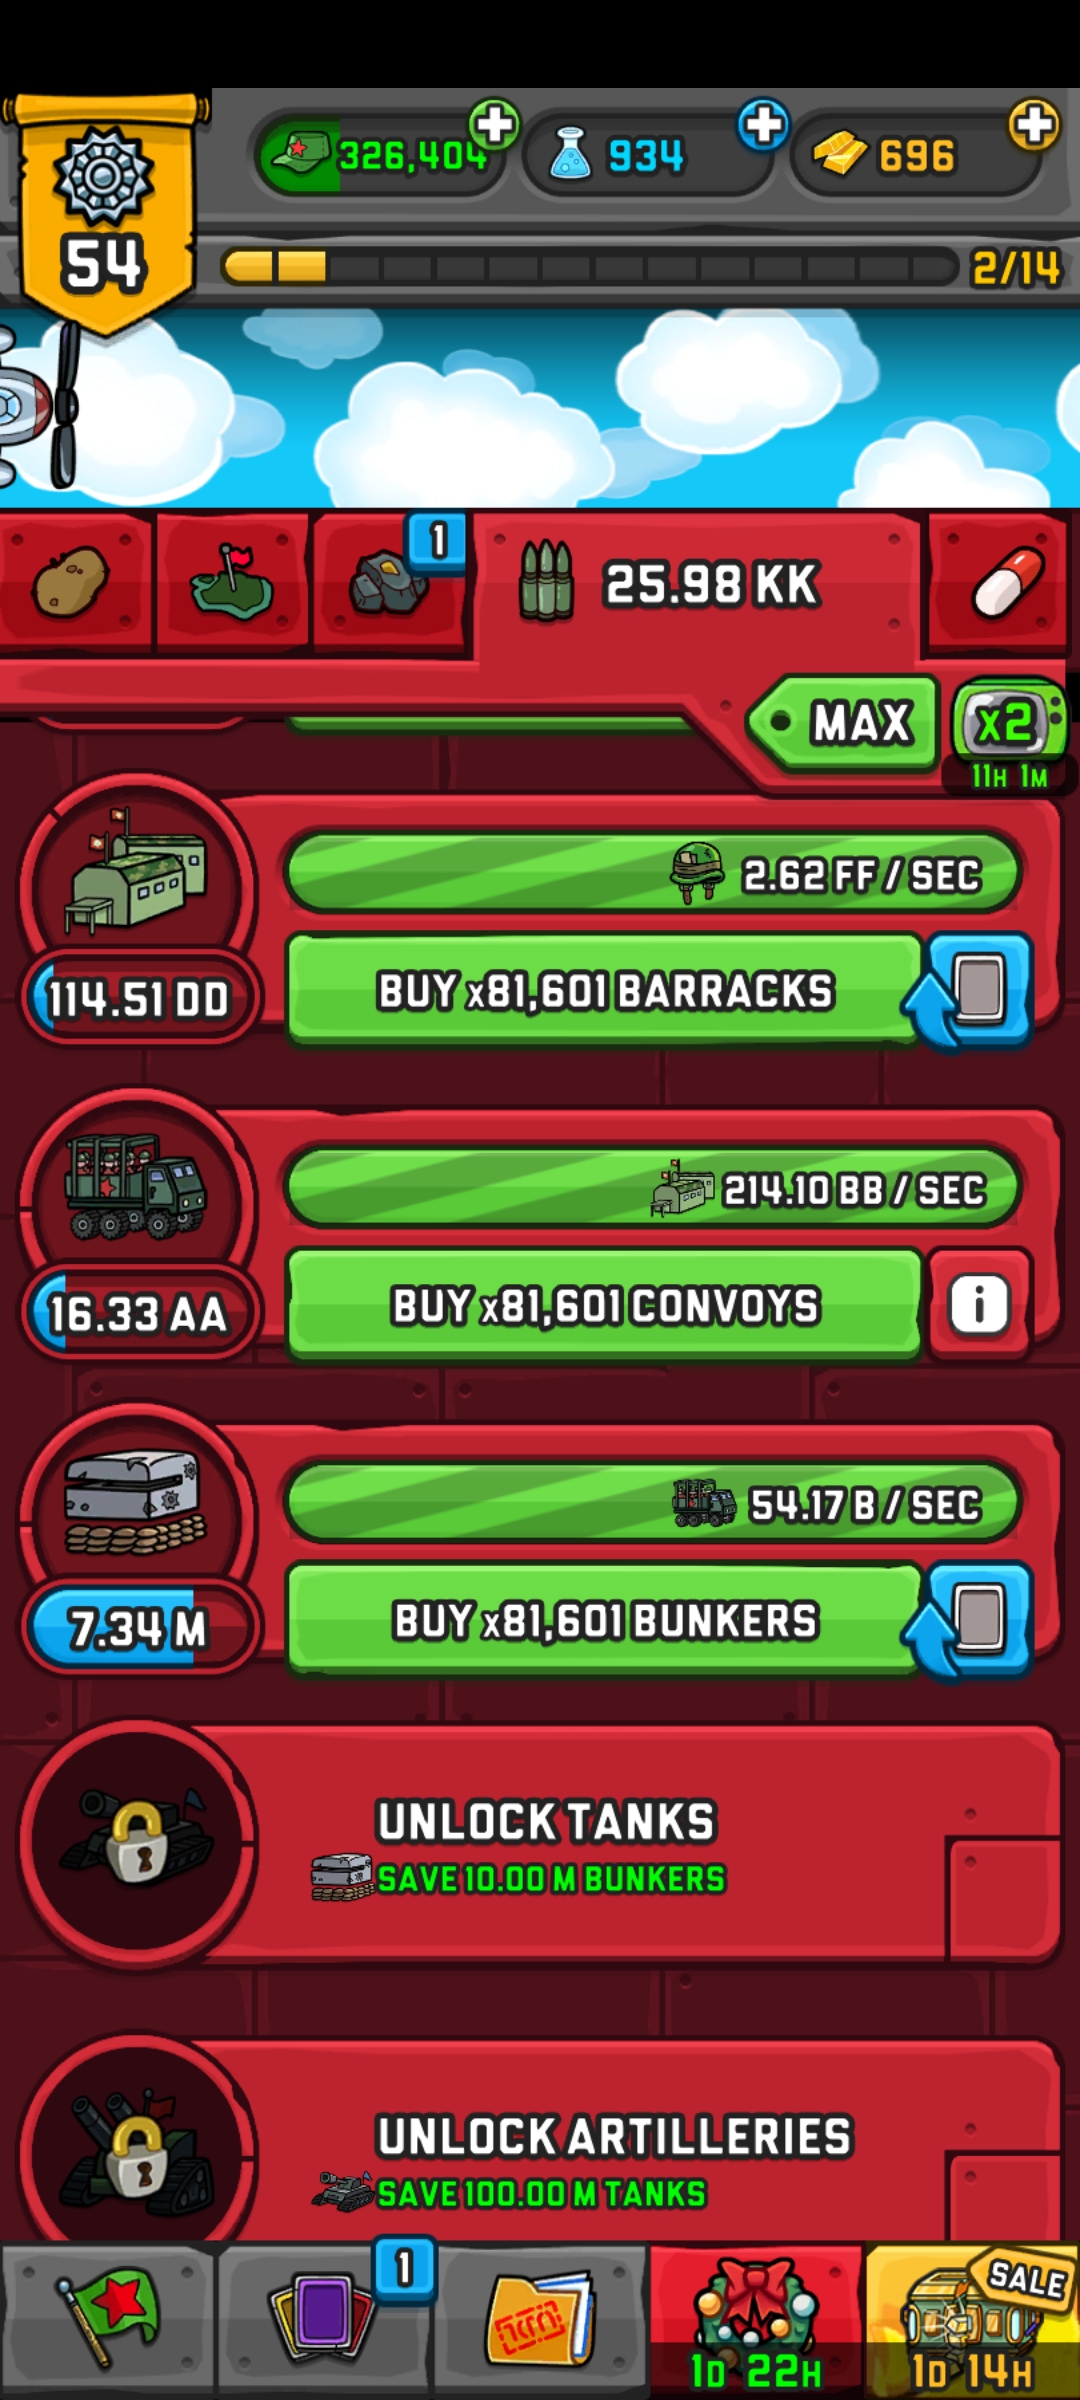 326,404
934
696
54
2/14
1
25.98 KK
MAX
x2
11H 1M
2.62 FF / SEC
114.51 DD
BUY x81,601 BARRACKS
214.10 BB / SEC
16.33 AA
BUY x81,601 CONVOYS
i
54.17 B / SEC
7.34 M
BUY x81,601 BUNKERS
UNLOCK TANKS
SAVE 10.00 M BUNKERS
UNLOCK ARTILLERIES
SAVE 100.00 M TANKS
1
SALE
1D 22H
1D 14H